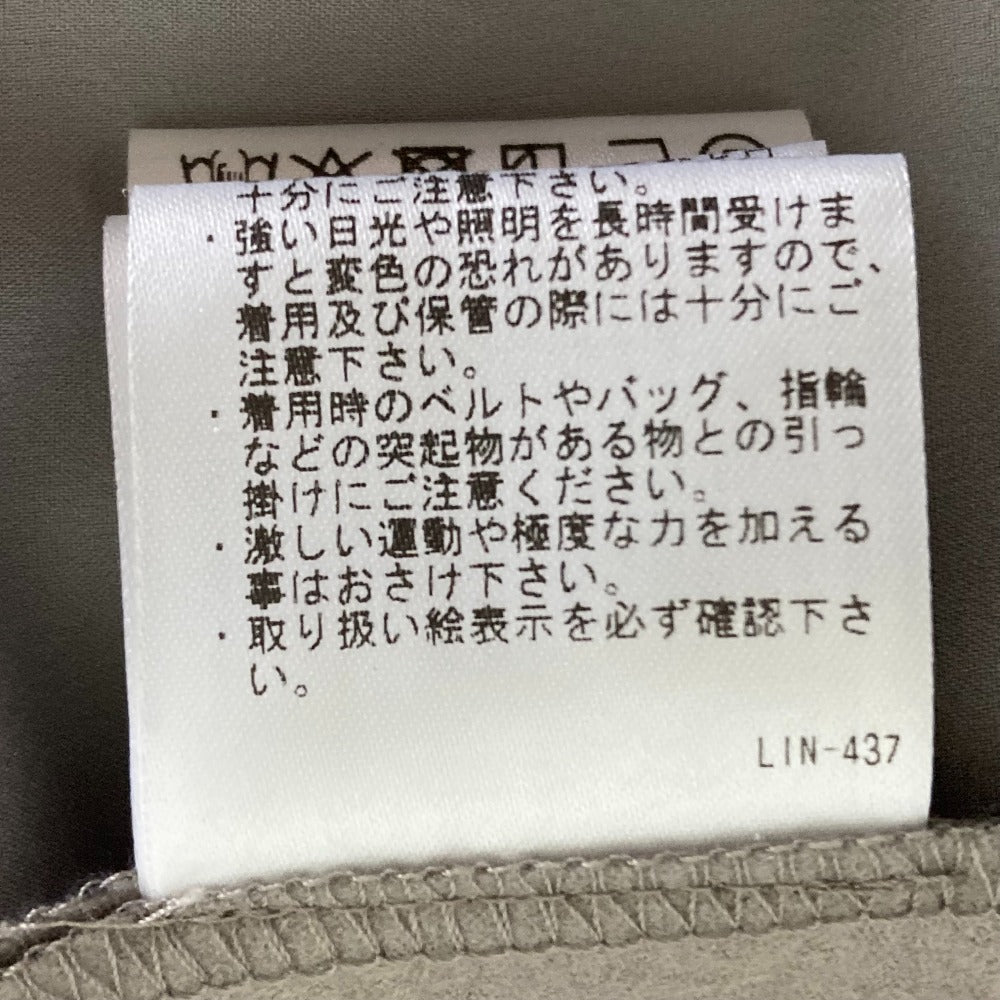 十分にご注意下さい。
・強い日光や照明を長時間受けま
すと変色の恐れがありますので、
着用及び保管の際には十分にご
注意下さい。
・着用時のベルトやバッグ、指輪
などの突起物がある物との引っ
掛けにご注意ください。
・激しい運動や極度な力を加える
事はおさけ下さい。
・取り扱い絵表示を必ず確認下さ
い。
LIN-437